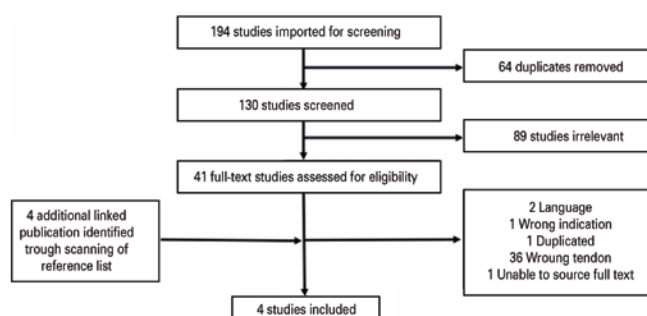 194 studies imported for screening
64 duplicates removed
130 studies screened
89 studies irrelevant
41 full-text studies assessed for eligibility
4 additional linked
publication identified
trough scanning of
reference list
2 Language
1 Wrong indication
1 Duplicated
36 Wroung tendon
1 Unable to source full text
4 studies included